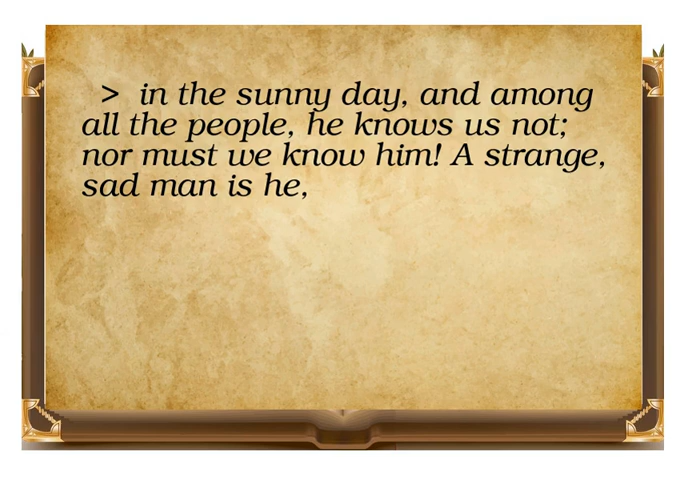 > in the sunny day, and among
all the people, he knows us not;
nor must we know him! A strange,
sad man is he,